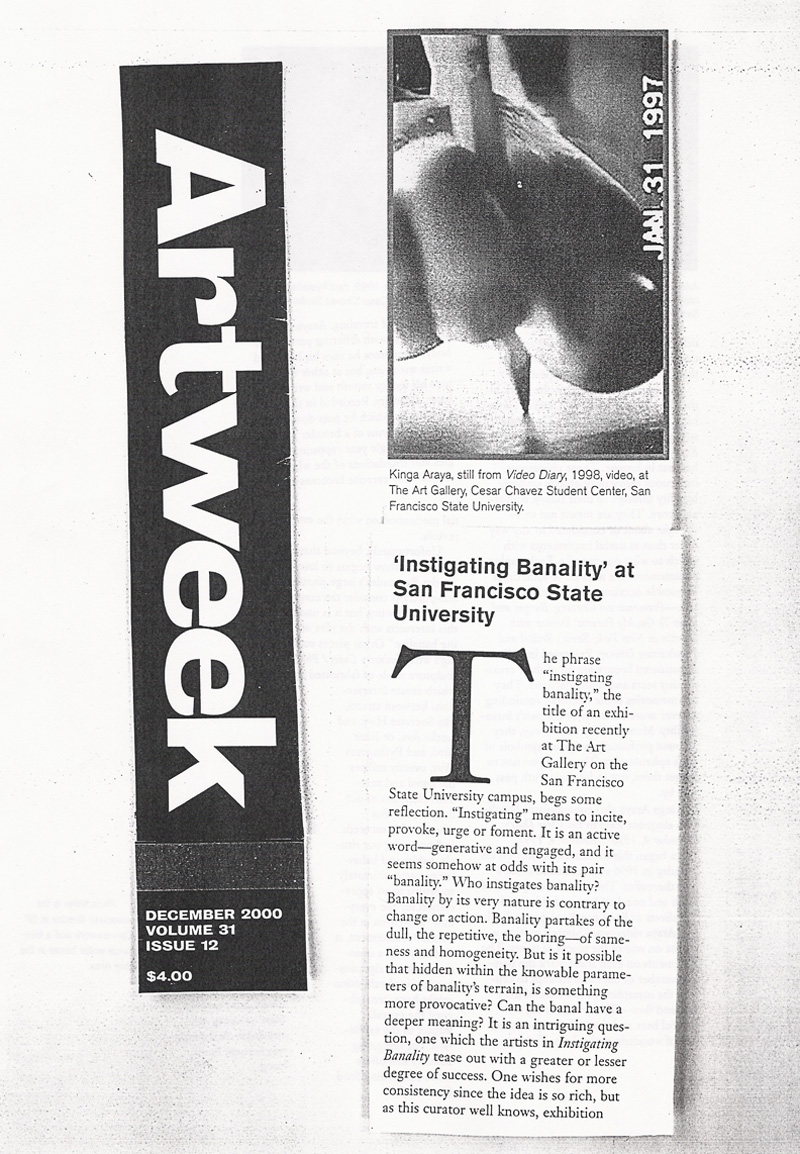 Artweek
DECEMBER 2000
VOLUME 31
ISSUE 12
$4.00
JAN. 31 1997
Kinga Araya, still from Video Diary, 1998, video, at
The Art Gallery, Cesar Chavez Student Center, San
Francisco State University.
‘Instigating Banality’ at
San Francisco State
University
The phrase
“instigating
banality,” the
title of an exhi-
bition recently
at The Art
Gallery on the
San Francisco
State University campus, begs some
reflection. “Instigating” means to incite,
provoke, urge or foment. It is an active
word—generative and engaged, and it
seems somehow at odds with its pair
“banality.” Who instigates banality?
Banality by its very nature is contrary to
change or action. Banality partakes of the
dull, the repetitive, the boring—of same-
ness and homogeneity. But is it possible
that hidden within the knowable parame-
ters of banality’s terrain, is something
more provocative? Can the banal have a
deeper meaning? It is an intriguing ques-
tion, one which the artists in Instigating
Banality tease out with a greater or lesser
degree of success. One wishes for more
consistency since the idea is so rich, but
as this curator well knows, exhibition